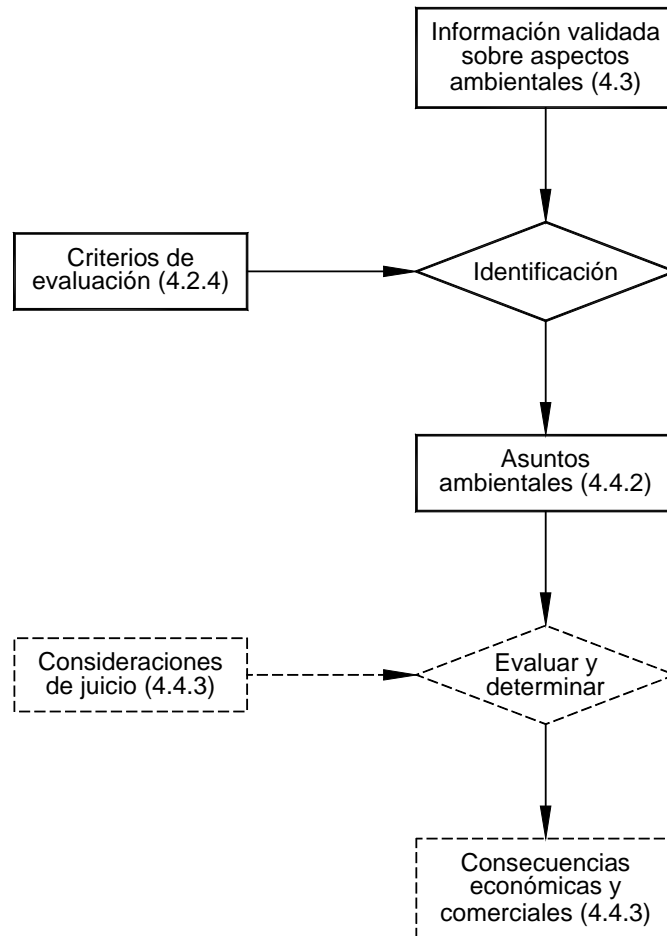 Información validada
sobre aspectos
ambientales (4.3)
Criterios de
evaluación (4.2.4)
Identificación
Asuntos
ambientales (4.4.2)
Consideraciones
de juicio (4.4.3)
Evaluar y
determinar
Consecuencias
económicas y
comerciales (4.4.3)